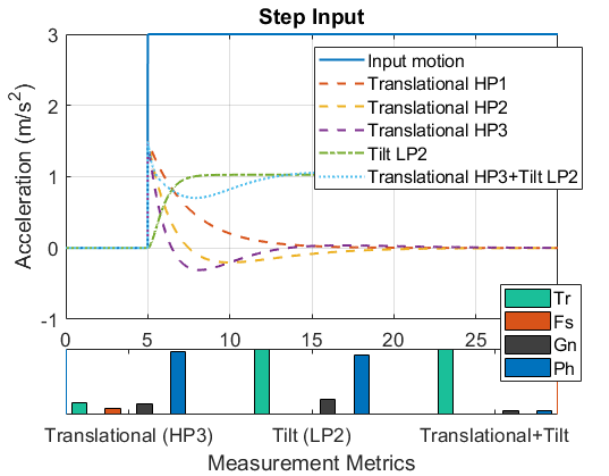 Step Input
Acceleration (m/s2)
3
2
1
0
-1
Input motion
Translational HP1
Translational HP2
Translational HP3
Tilt LP2
Translational HP3+Tilt LP2
0 5 10 15 20 25
Tr
Fs
Gn
Ph
Translational (HP3) Tilt (LP2) Translational+Tilt
Measurement Metrics